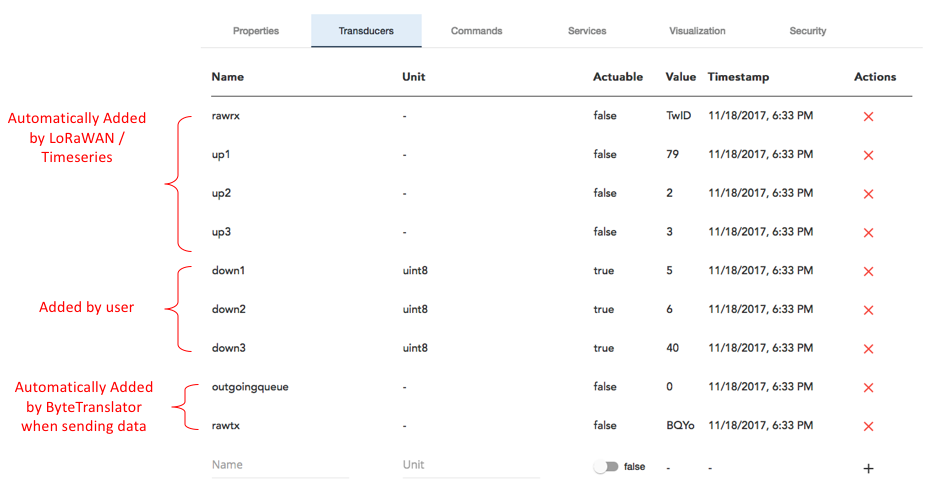 Properties Transducers Commands Services Visualization Security
Name Unit Actuable Value Timestamp Actions
Automatically Added
by LoRaWAN /
Timeseries
rawrx - false TwID 11/18/2017, 6:33 PM ×
up1 - false 79 11/18/2017, 6:33 PM ×
up2 - false 2 11/18/2017, 6:33 PM ×
up3 - false 3 11/18/2017, 6:33 PM ×
Added by user
down1 uint8 true 5 11/18/2017, 6:33 PM ×
down2 uint8 true 6 11/18/2017, 6:33 PM ×
down3 uint8 true 40 11/18/2017, 6:33 PM ×
Automatically Added
by ByteTranslator
when sending data
outgoingqueue - false 0 11/18/2017, 6:33 PM ×
rawtx - false BQYo 11/18/2017, 6:33 PM ×
Name Unit false - - +